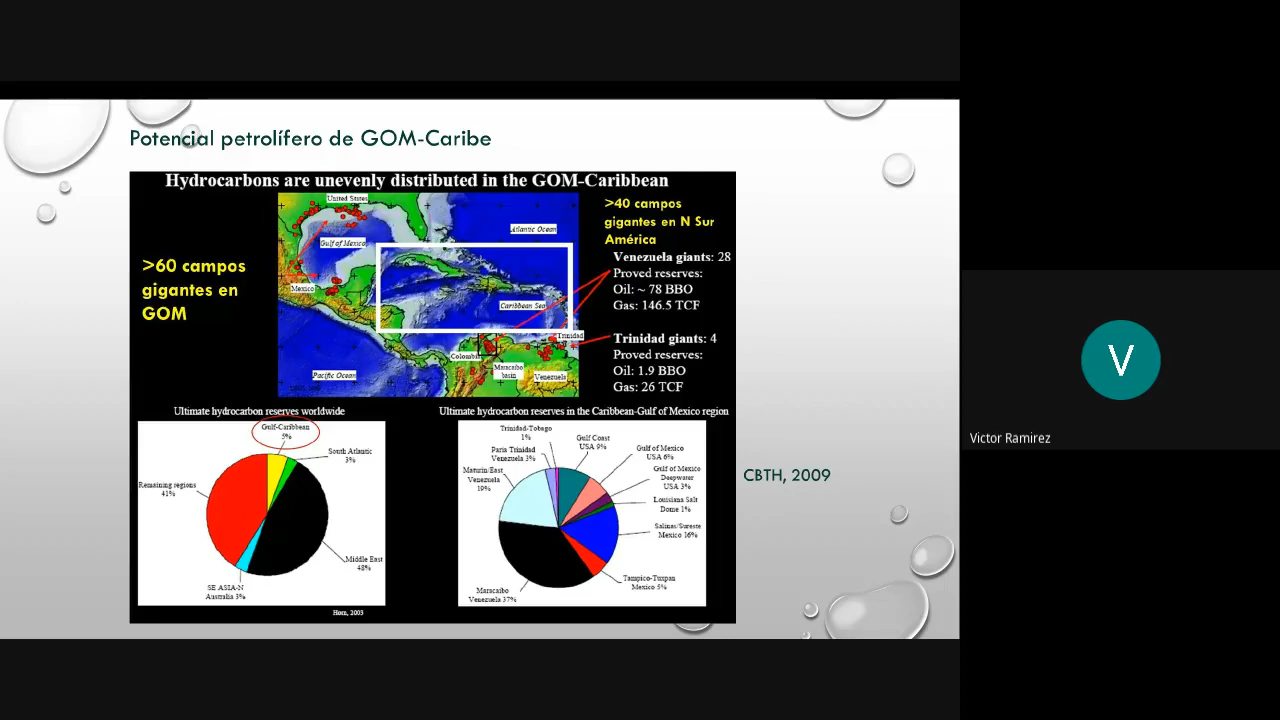 Potencial petrolífero de GOM-Caribe
Hydrocarbons are unevenly distributed in the GOM-Caribbean
>60 campos
gigantes en
GOM
United States
Gulf of Mexico
Atlantic Ocean
Mexico
Caribbean Sea
Trinidad
Colombia
Maracaibo
basin
Venezuela
Pacific Ocean
>40 campos
gigantes en N Sur
América
Venezuela giants: 28
Proved reserves:
Oil: ~ 78 BBO
Gas: 146.5 TCF
Trinidad giants: 4
Proved reserves:
Oil: 1.9 BBO
Gas: 26 TCF
Ultimate hydrocarbon reserves worldwide
Gulf-Caribbean
5%
South Atlantic
3%
Remaining regions
41%
Middle East
48%
SE ASIA-N
Australia 3%
Horn, 2003
Ultimate hydrocarbon reserves in the Caribbean-Gulf of Mexico region
Trinidad-Tobago
1%
Gulf Coast
USA 9%
Paria Trinidad
Venezuela 3%
Gulf of Mexico
USA 6%
Maturin/East
Venezuela
19%
Gulf of Mexico
Deepwater
USA 3%
Louisiana Salt
Dome 1%
Salinas/Sureste
Mexico 16%
Tampico-Tuxpan
Mexico 5%
Maracaibo
Venezuela 37%
CBTH, 2009
V
Victor Ramirez